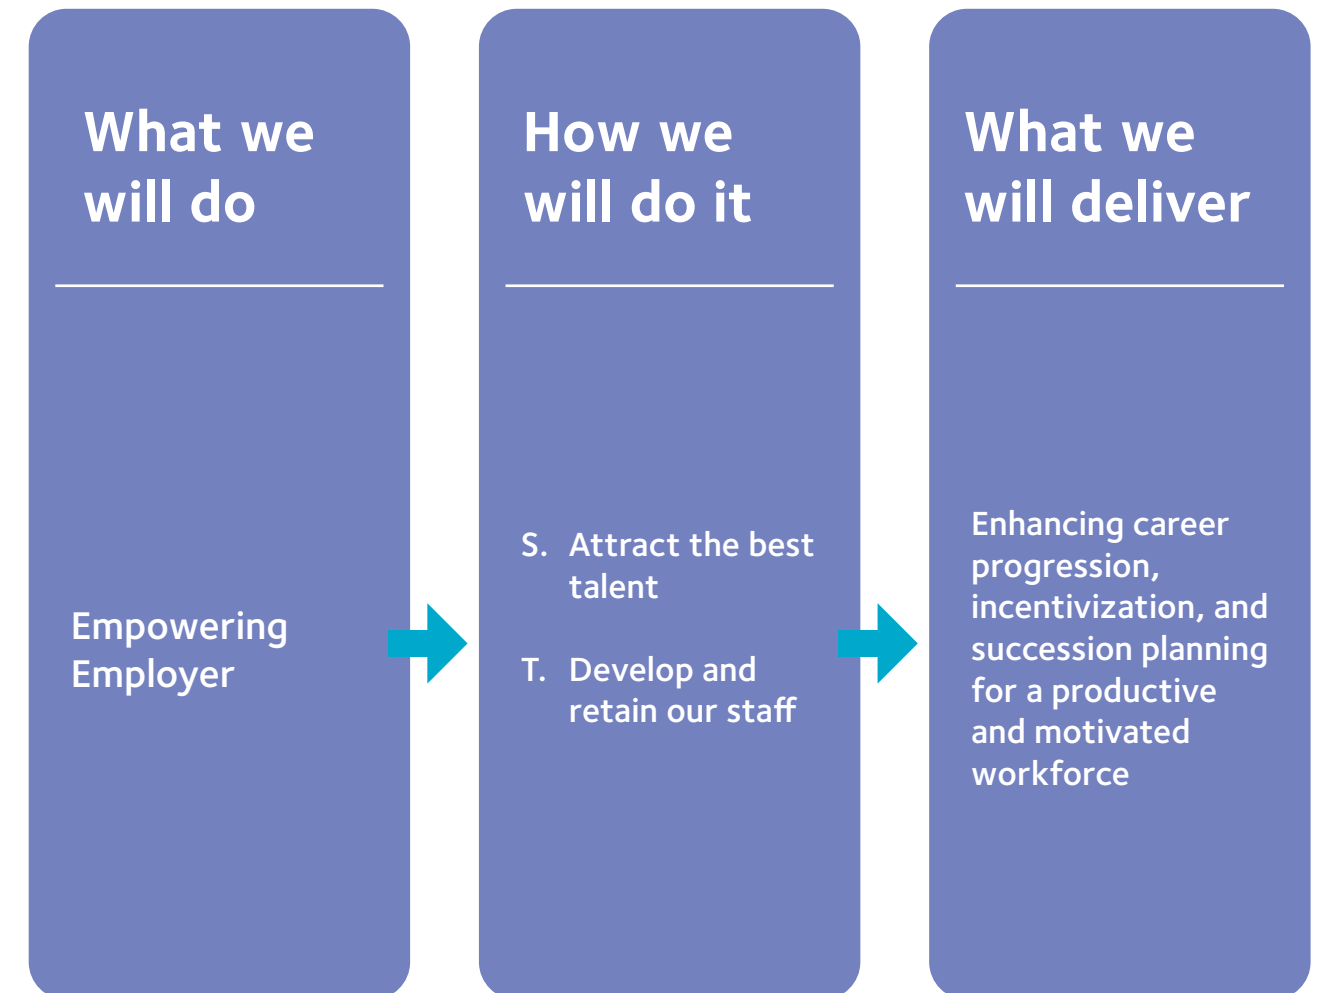 What we
will do
Empowering
Employer
How we
will do it
S. Attract the best
talent
T. Develop and
retain our staff
What we
will deliver
Enhancing career
progression,
incentivization, and
succession planning
for a productive
and motivated
workforce